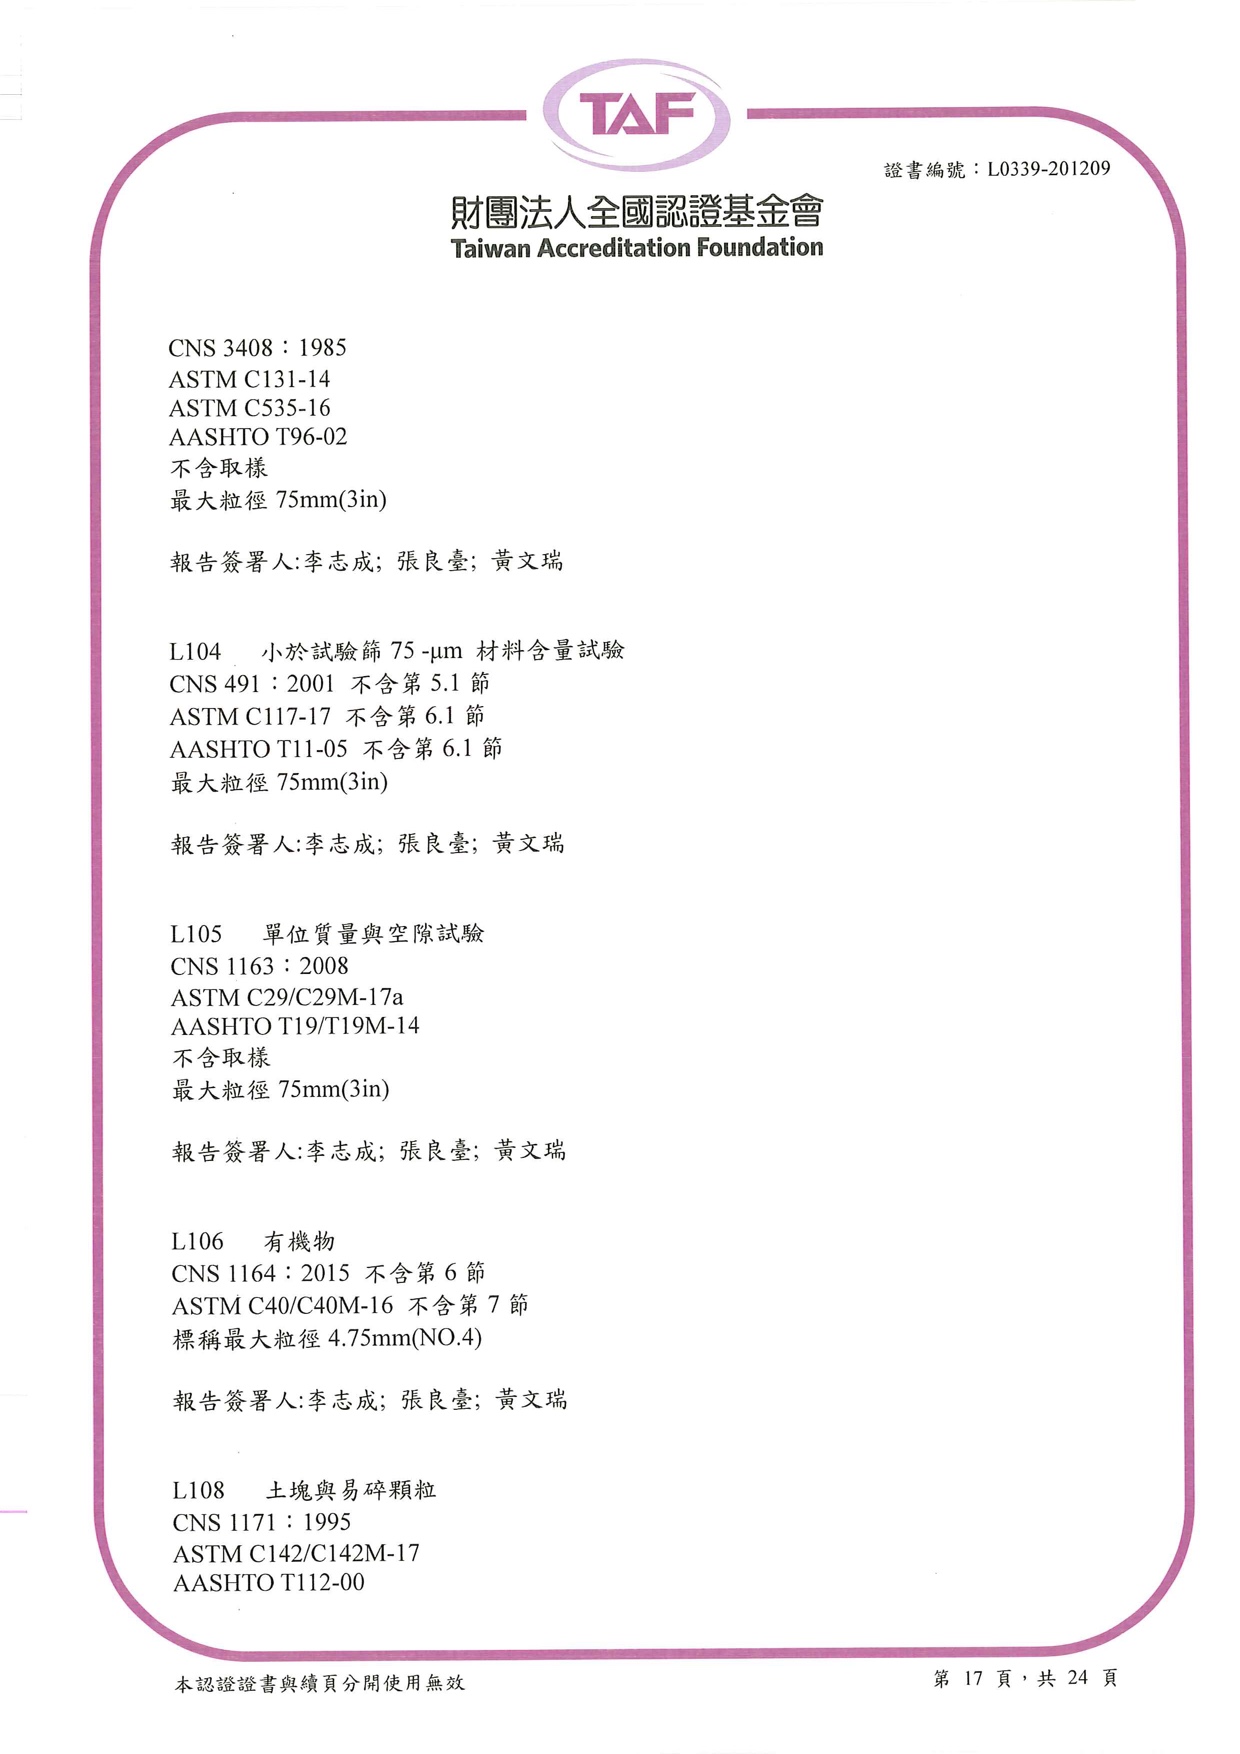 TAF
證書編號：L0339-201209
財團法人全國認證基金會
Taiwan Accreditation Foundation
CNS 3408：1985
ASTM C131-14
ASTM C535-16
AASHTO T96-02
不含取樣
最大粒徑 75mm(3in)
報告簽署人:李志成; 張良臺; 黃文瑞
L104 小於試驗篩 75 -μm 材料含量試驗
CNS 491：2001 不含第 5.1 節
ASTM C117-17 不含第 6.1 節
AASHTO T11-05 不含第 6.1 節
最大粒徑 75mm(3in)
報告簽署人:李志成; 張良臺; 黃文瑞
L105 單位質量與空隙試驗
CNS 1163：2008
ASTM C29/C29M-17a
AASHTO T19/T19M-14
不含取樣
最大粒徑 75mm(3in)
報告簽署人:李志成; 張良臺; 黃文瑞
L106 有機物
CNS 1164：2015 不含第 6 節
ASTM C40/C40M-16 不含第 7 節
標稱最大粒徑 4.75mm(NO.4)
報告簽署人:李志成; 張良臺; 黃文瑞
L108 土塊與易碎顆粒
CNS 1171：1995
ASTM C142/C142M-17
AASHTO T112-00
本認證證書與續頁分開使用無效
第 17 頁，共 24 頁